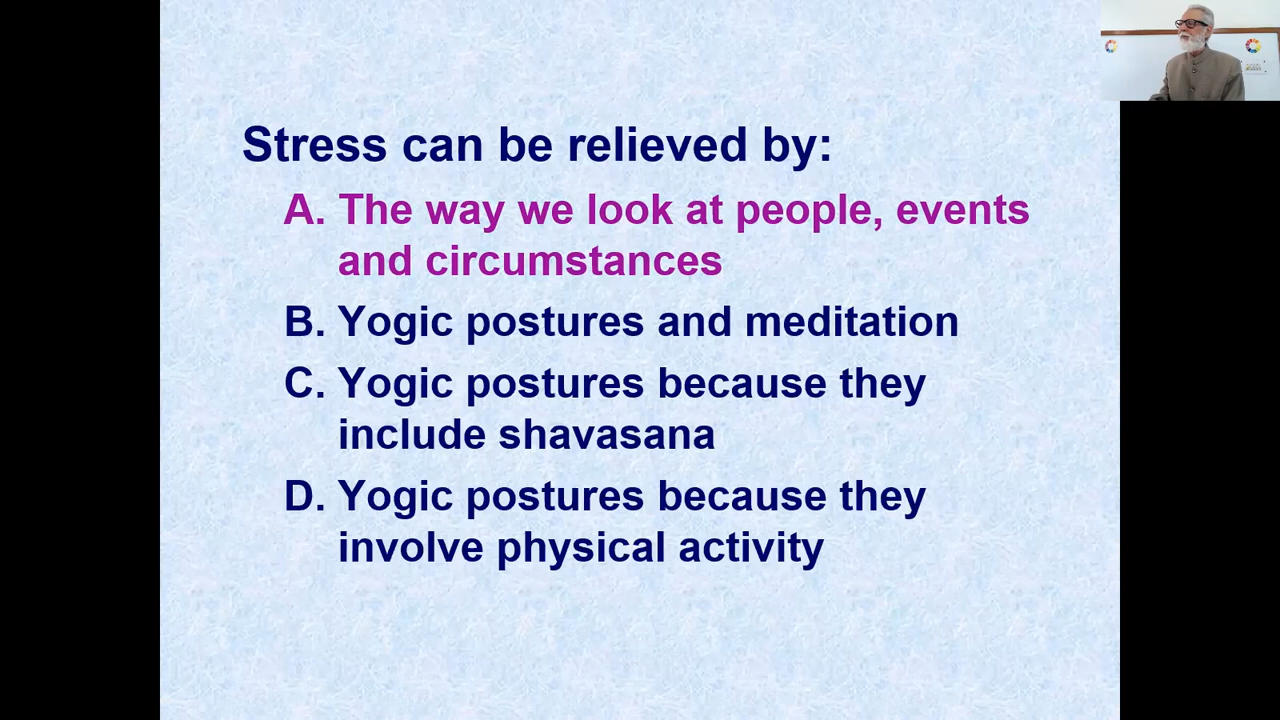 Stress can be relieved by:
A. The way we look at people, events
and circumstances
B. Yogic postures and meditation
C. Yogic postures because they
include shavasana
D. Yogic postures because they
involve physical activity